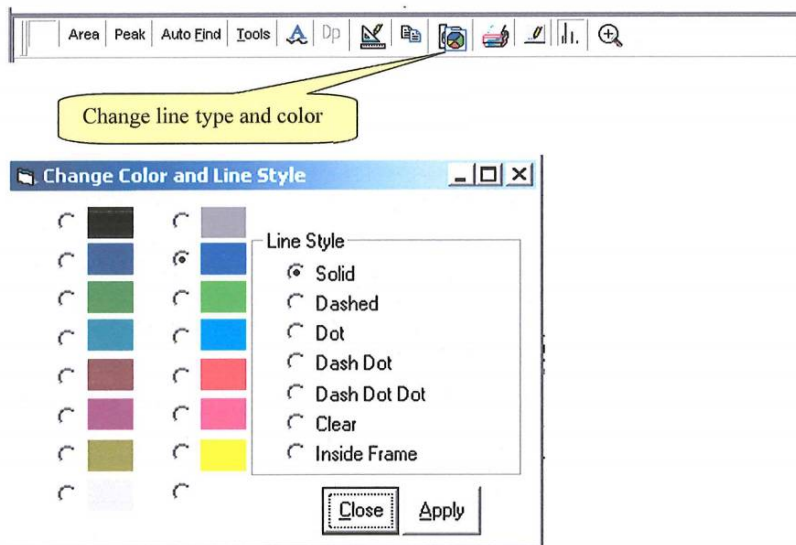 Area Peak Auto Find Tools Dp
Change line type and color
Change Color and Line Style
Line Style
Solid
Dashed
Dot
Dash Dot
Dash Dot Dot
Clear
Inside Frame
Close Apply